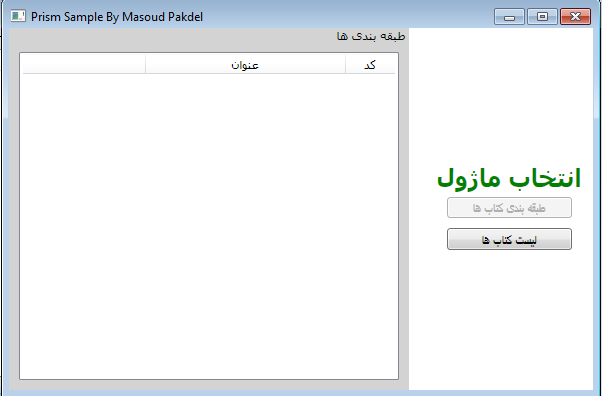 Prism Sample By Masoud Pakdel
طبقه بندی ها
کد عنوان
انتخاب ماژول
طبقه بندی کتاب ها
لیست کتاب ها